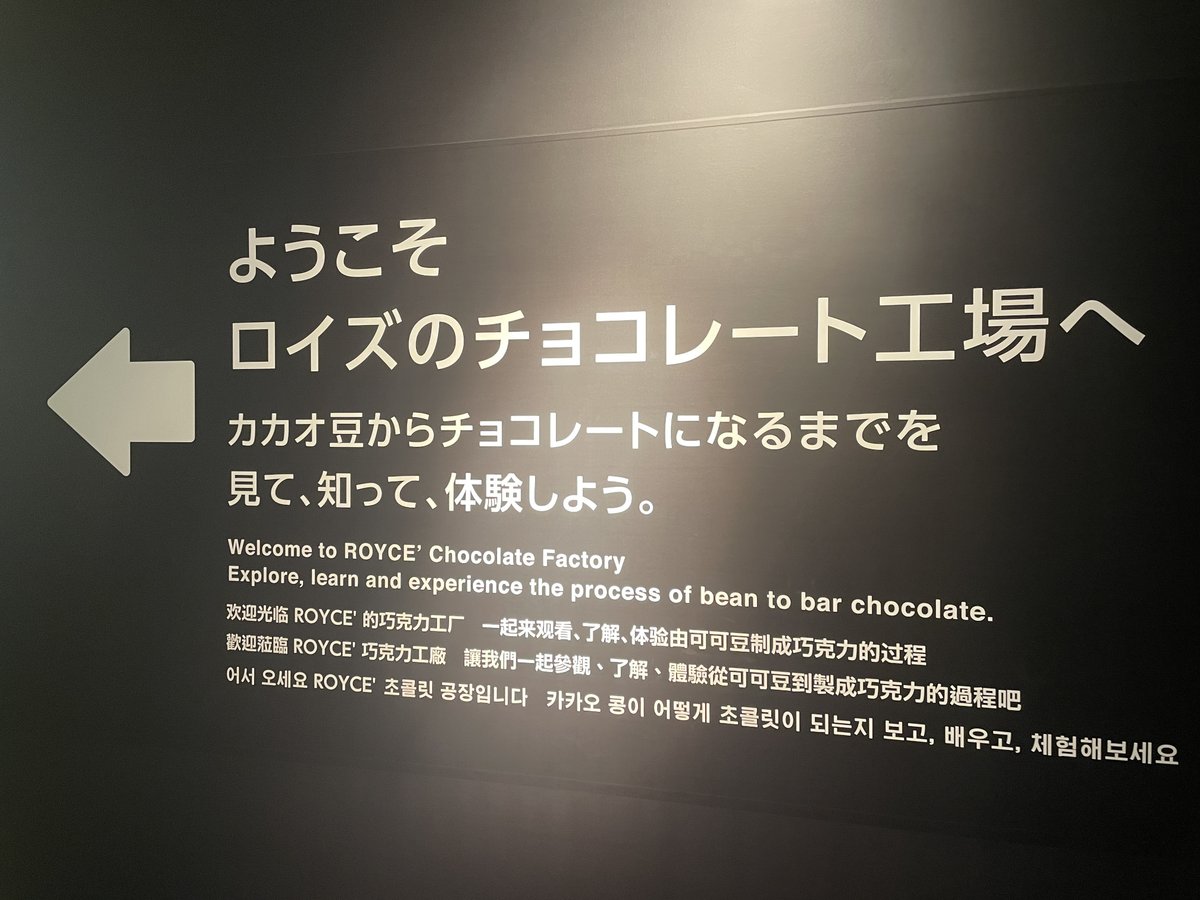 ようこそ
ロイズのチョコレート工場へ
カカオ豆からチョコレートになるまでを
見て、知って、体験しよう。
Welcome to ROYCE' Chocolate Factory
Explore, learn and experience the process of bean to bar chocolate.
欢迎光临 ROYCE' 的巧克力工厂 一起来观看、了解、体验由可可豆制成巧克力的过程
歡迎蒞臨 ROYCE' 巧克力工廠 讓我們一起參觀、了解、體驗從可可豆到製成巧克力的過程吧
어서 오세요 ROYCE' 초콜릿 공장입니다 카카오 콩이 어떻게 초콜릿이 되는지 보고, 배우고, 체험해보세요